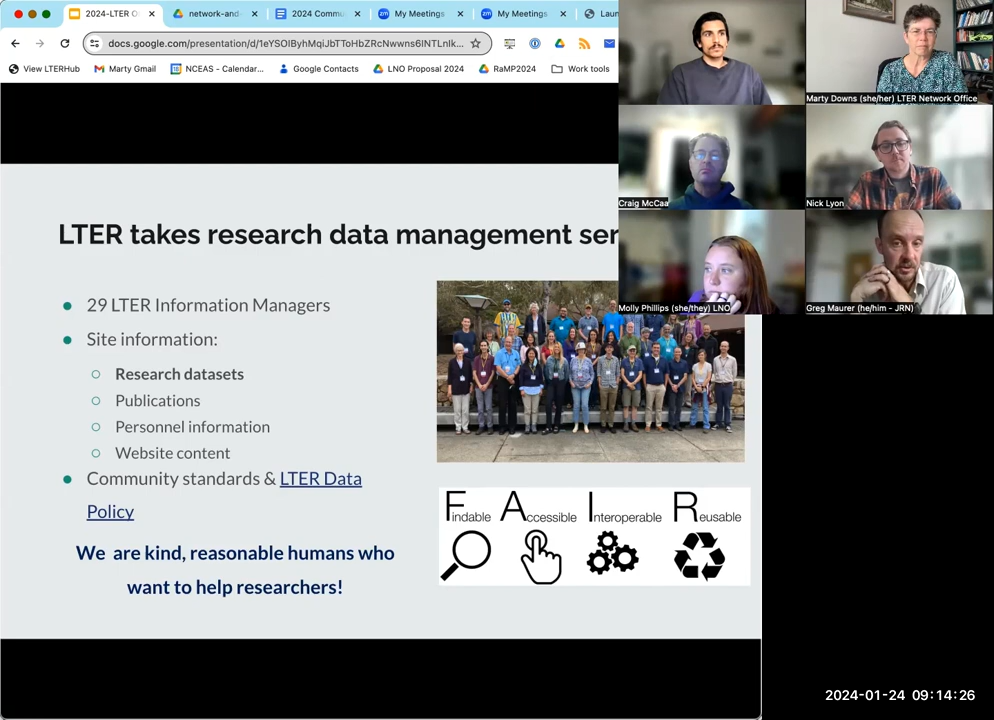 2024-LTER O
network-and-
2024 Commu
My Meetings
My Meetings
Laun
docs.google.com/presentation/d/1eYSOIByhMqiJbTToHbZRcNwwns6INTLnIk...
View LTERHub
Marty Gmail
NCEAS - Calendar...
Google Contacts
LNO Proposal 2024
RaMP2024
Work tools
Marty Downs (she/her) LTER Network Office
Craig McCaa
Nick Lyon
Molly Phillips (she/they) LNO
Greg Maurer (he/him - JRN)
LTER takes research data management ser
29 LTER Information Managers
Site information:
Research datasets
Publications
Personnel information
Website content
Community standards & LTER Data
Policy
We are kind, reasonable humans who
want to help researchers!
Findable Accessible Interoperable Reusable
2024-01-24 09:14:26